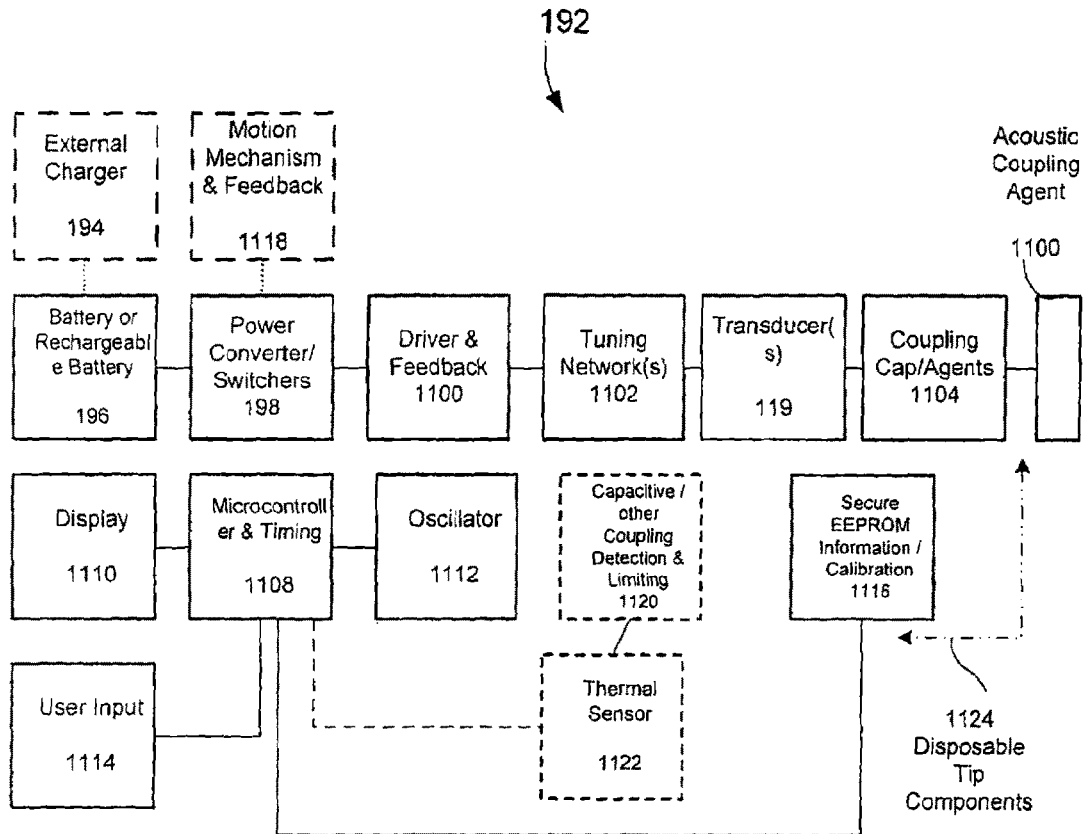 192
External
Charger
194
Motion
Mechanism
& Feedback
1118
Acoustic
Coupling
Agent
1100
Battery or
Rechargeabl
e Battery
196
Power
Converter/
Switchers
198
Driver &
Feedback
1100
Tuning
Network(s)
1102
Transducer(
s)
119
Coupling
Cap/Agents
1104
Display
1110
Microcontroll
er & Timing
1108
Oscillator
1112
Capacitive /
other
Coupling
Detection &
Limiting
1120
Secure
EEPROM
Information /
Calibration
1116
User Input
1114
Thermal
Sensor
1122
1124
Disposable
Tip
Components